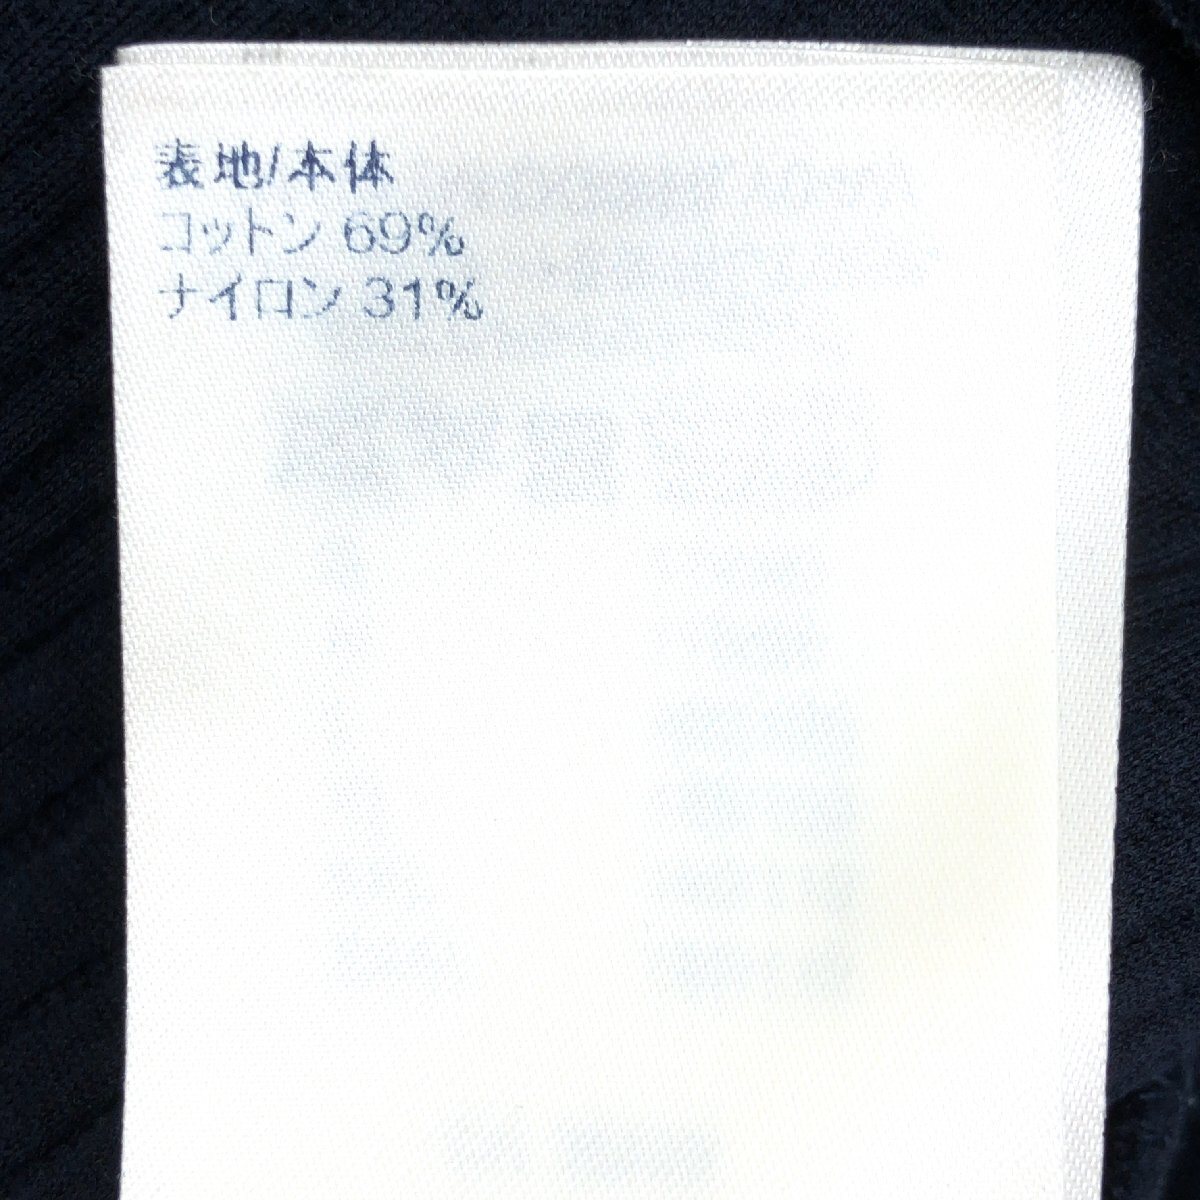 表地/本体
コットン 69%
ナイロン 31%